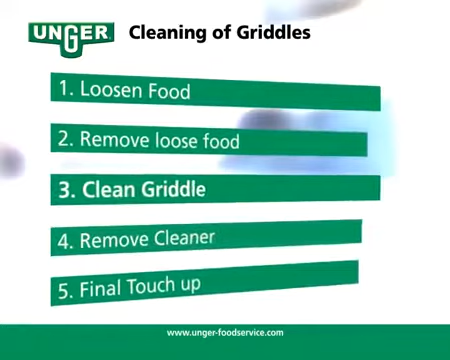 UNGER
Cleaning of Griddles
1. Loosen Food
2. Remove loose food
3. Clean Griddle
4. Remove Cleaner
5. Final Touch up
www.unger-foodservice.com